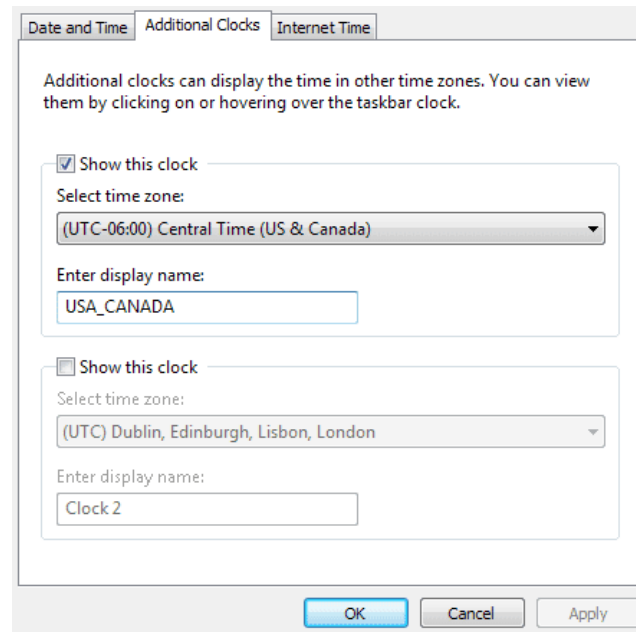 Date and Time Additional Clocks Internet Time
Additional clocks can display the time in other time zones. You can view
them by clicking on or hovering over the taskbar clock.
Show this clock
Select time zone:
(UTC-06:00) Central Time (US & Canada)
Enter display name:
USA_CANADA
Show this clock
Select time zone:
(UTC) Dublin, Edinburgh, Lisbon, London
Enter display name:
Clock 2
OK Cancel Apply